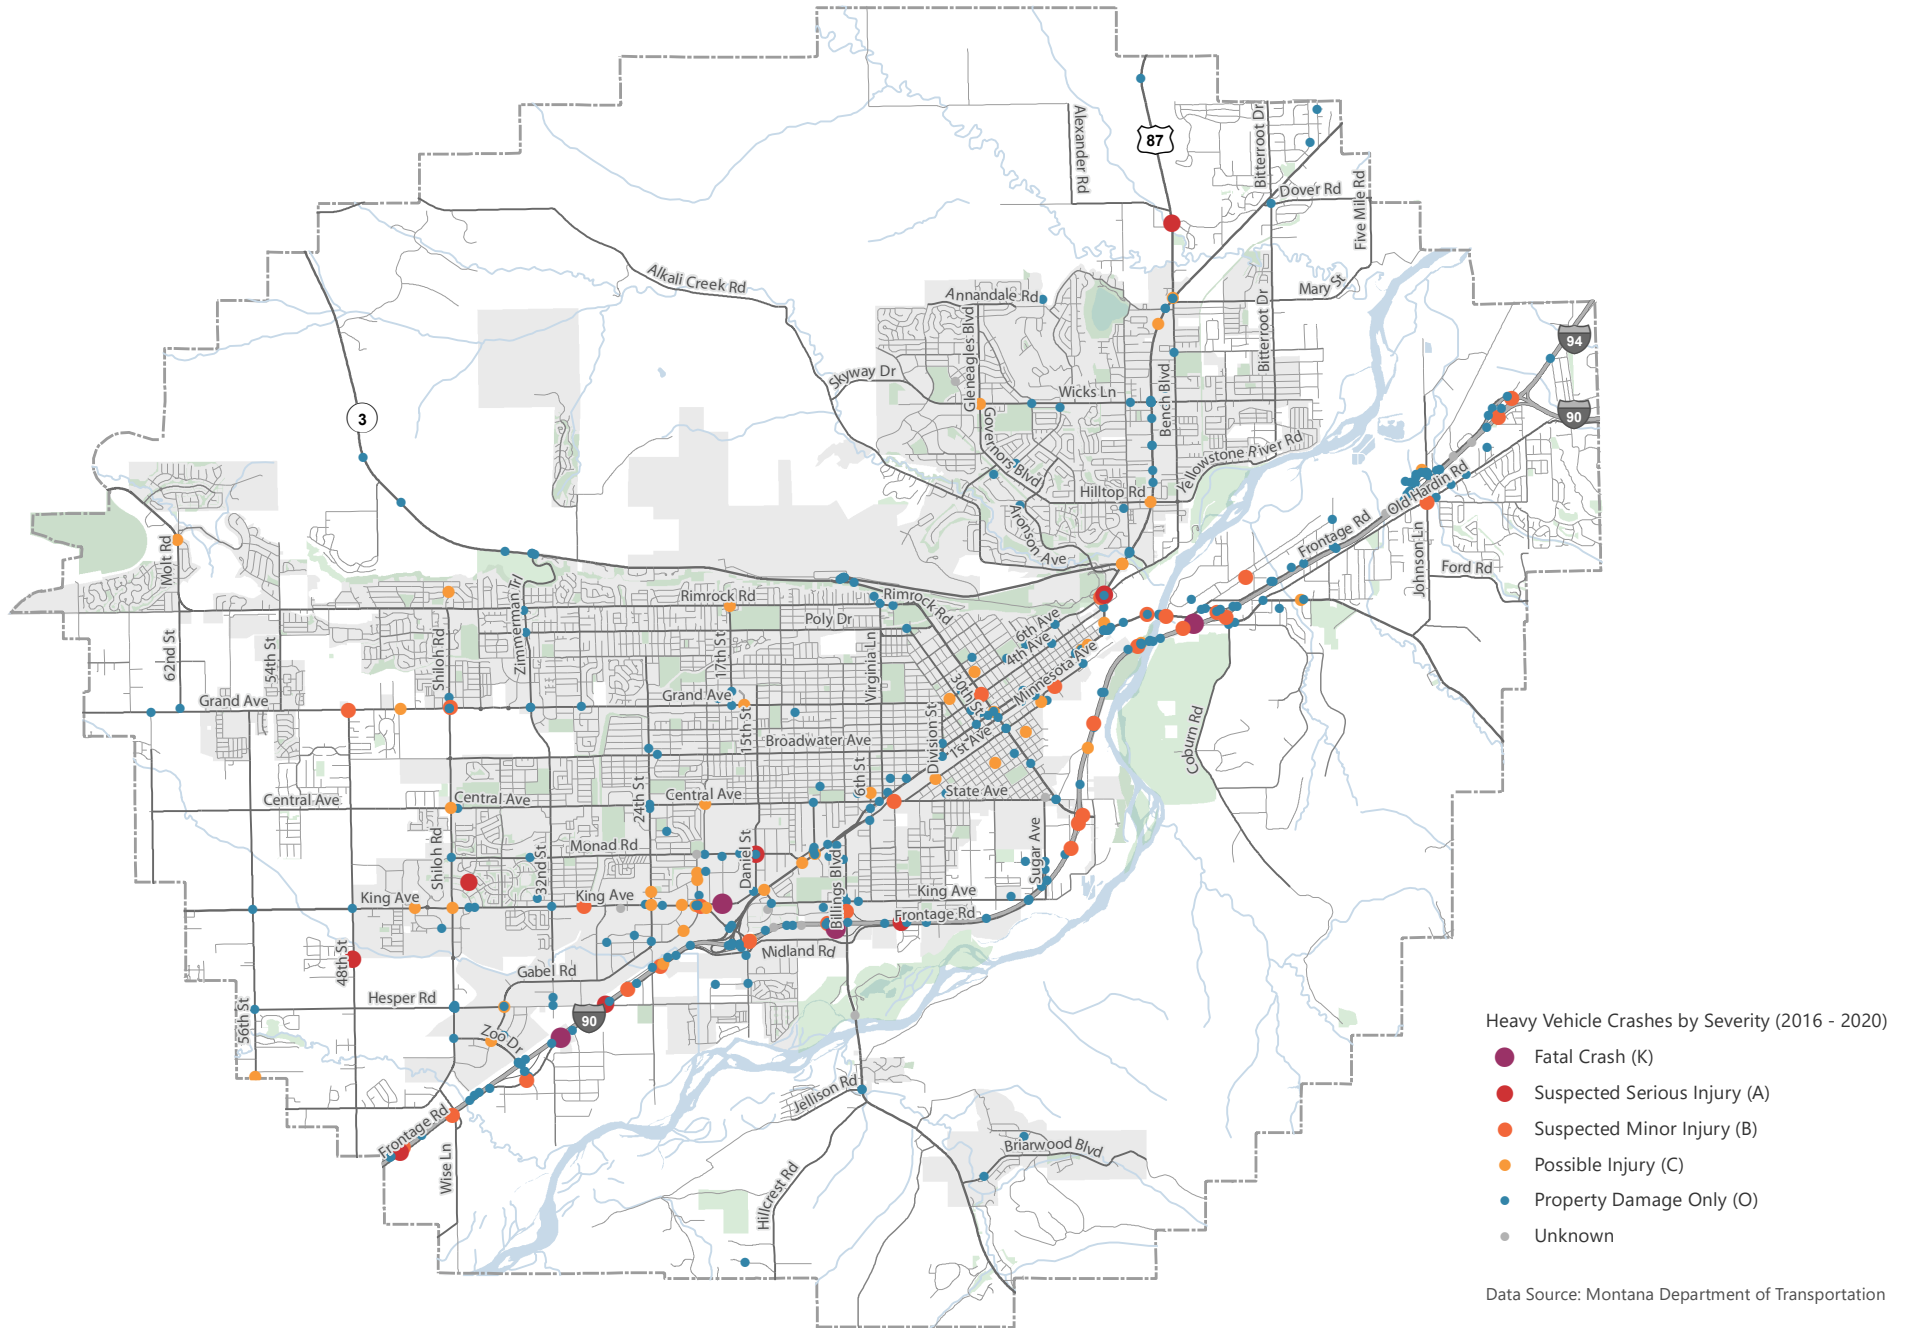 87
Alexander Rd
Bitterroot Dr
Dover Rd
Five Mile Rd
Mary St
Bitterroot Dr
Alkali Creek Rd
Annandale Rd
Gleneagles Blvd
94
90
3
Skyway Dr
Wicks Ln
Bench Blvd
Governors Blvd
Yellowstone River Rd
Hilltop Rd
Old Hardin Rd
Aronson Ave
Frontage Rd
Johnson Ln
Ford Rd
Molt Rd
Zimmerman Trl
Rimrock Rd
Rimrock Rd
Poly Dr
6th Ave
4th Ave
Minnesota Ave
62nd St
54th St
Shiloh Rd
17th St
Virginia Ln
30th St
Grand Ave
Grand Ave
15th St
Division St
1st Ave
Broadwater Ave
Coburn Rd
6th St
Central Ave
Central Ave
24th St
Central Ave
State Ave
Shiloh Rd
Monad Rd
Daniel St
Sugar Ave
32nd St
Billings Blvd
King Ave
King Ave
King Ave
Frontage Rd
48th St
Midland Rd
Gabel Rd
56th St
Hesper Rd
90
Zoo Dr
Frontage Rd
Wise Ln
Jellison Rd
Briarwood Blvd
Hillcrest Rd
Heavy Vehicle Crashes by Severity (2016 - 2020)
Fatal Crash (K)
Suspected Serious Injury (A)
Suspected Minor Injury (B)
Possible Injury (C)
Property Damage Only (O)
Unknown
Data Source: Montana Department of Transportation